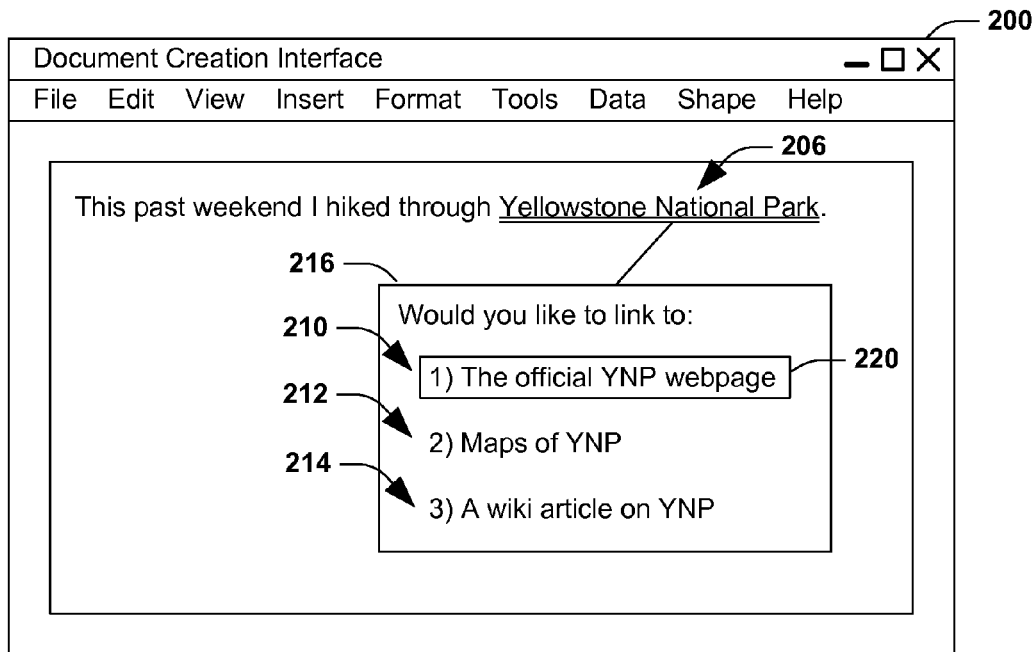 200
Document Creation Interface
File Edit View Insert Format Tools Data Shape Help
206
This past weekend I hiked through Yellowstone National Park.
216
Would you like to link to:
210
1) The official YNP webpage
220
212
2) Maps of YNP
214
3) A wiki article on YNP